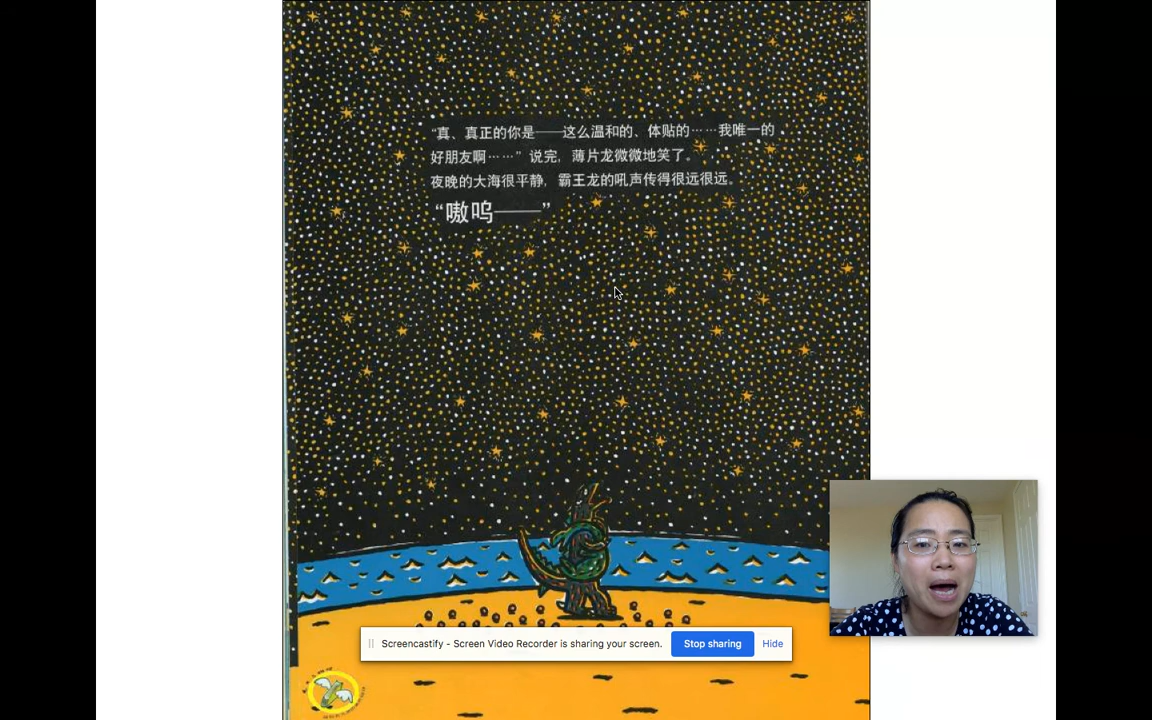 “真、真正的你是——这么温和的、体贴的……我唯一的
好朋友啊……”说完，薄片龙微微地笑了。
夜晚的大海很平静，霸王龙的吼声传得很远很远。
“嗷呜——”
Screencastify - Screen Video Recorder is sharing your screen.
Stop sharing
Hide